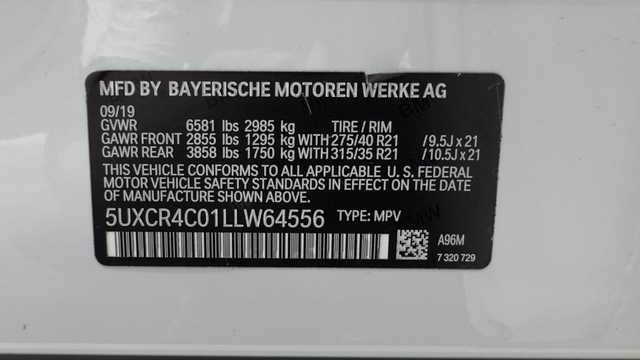 MFD BY BAYERISCHE MOTOREN WERKE AG
09/19
GVWR 6581 lbs 2985 kg TIRE / RIM
GAWR FRONT 2855 lbs 1295 kg WITH 275/40 R21 /9.5J x 21
GAWR REAR 3858 lbs 1750 kg WITH 315/35 R21 /10.5J x 21
THIS VEHICLE CONFORMS TO ALL APPLICABLE U. S. FEDERAL
MOTOR VEHICLE SAFETY STANDARDS IN EFFECT ON THE DATE
OF MANUFACTURE SHOWN ABOVE.
5UXCR4C01LLW64556 TYPE: MPV
A96M
7 320 729